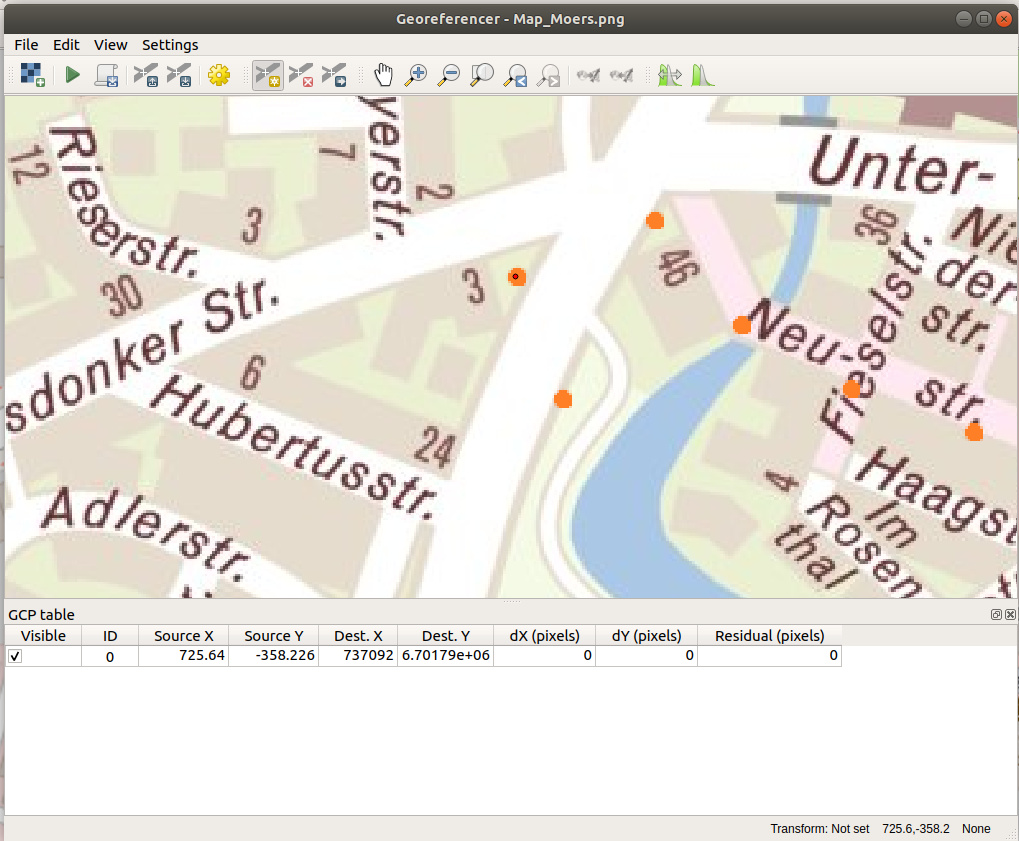 Georeferencer - Map_Moers.png
File Edit View Settings
Unter-
Rieserstr.
yerstr.
12
7
2
3
36
Nie
der
str.
46
3
30
sdonker Str.
Neu-
str.
Frieselstr.
6
Hubertusstr.
24
4
Haagst
Im
Rosen
thal
Adlerstr.
GCP table
Visible ID Source X Source Y Dest. X Dest. Y dX (pixels) dY (pixels) Residual (pixels)
0 725.64 -358.226 737092 6.70179e+06 0 0 0
Transform: Not set 725.6,-358.2 None